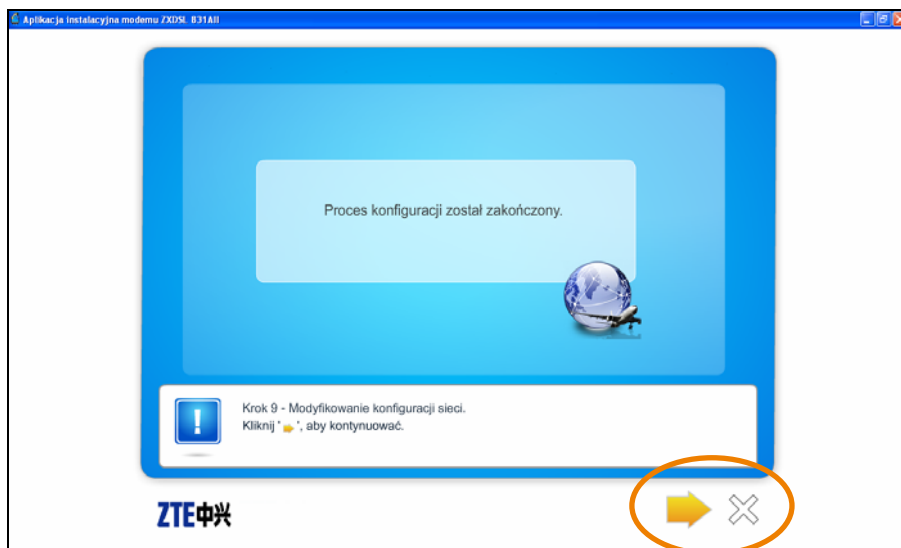 Aplikacja instalacyjna modemu ZXDSL 831AII
Proces konfiguracji został zakończony.
Krok 9 - Modyfikowanie konfiguracji sieci.
Kliknij ' ', aby kontynuować.
ZTE中兴